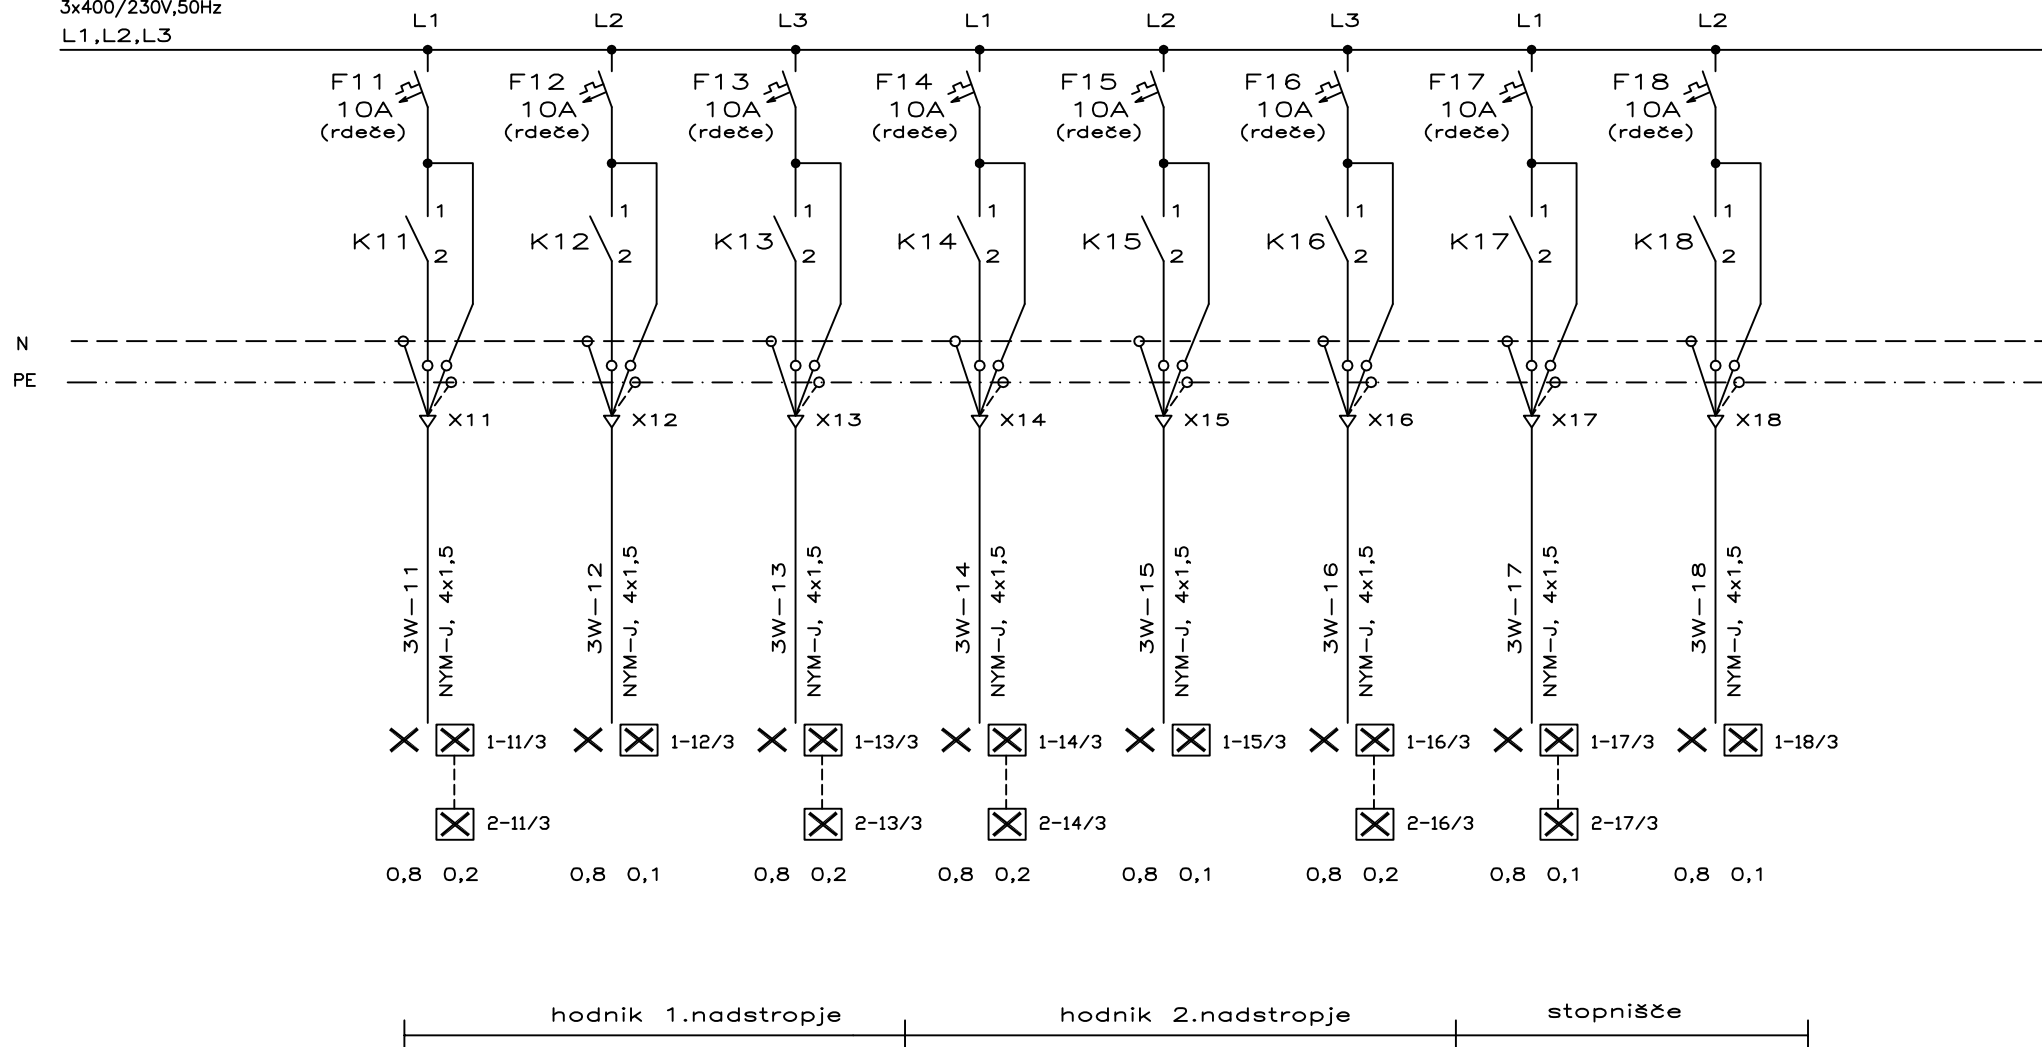 3x400/230V,50Hz
L1,L2,L3
L1 L2 L3 L1 L2 L3 L1 L2
F11 F12 F13 F14 F15 F16 F17 F18
10A 10A 10A 10A 10A 10A 10A 10A
(rdeče) (rdeče) (rdeče) (rdeče) (rdeče) (rdeče) (rdeče) (rdeče)
1 1 1 1 1 1 1 1
K11 K12 K13 K14 K15 K16 K17 K18
2 2 2 2 2 2 2 2
N
PE
X11 X12 X13 X14 X15 X16 X17 X18
3W-11
NYM-J, 4x1,5
3W-12
NYM-J, 4x1,5
3W-13
NYM-J, 4x1,5
3W-14
NYM-J, 4x1,5
3W-15
NYM-J, 4x1,5
3W-16
NYM-J, 4x1,5
3W-17
NYM-J, 4x1,5
3W-18
NYM-J, 4x1,5
1-11/3 1-12/3 1-13/3 1-14/3 1-15/3 1-16/3 1-17/3 1-18/3
2-11/3 2-13/3 2-14/3 2-16/3 2-17/3
0,8 0,2 0,8 0,1 0,8 0,2 0,8 0,2 0,8 0,1 0,8 0,2 0,8 0,1 0,8 0,1
hodnik 1.nadstropje hodnik 2.nadstropje stopnišče